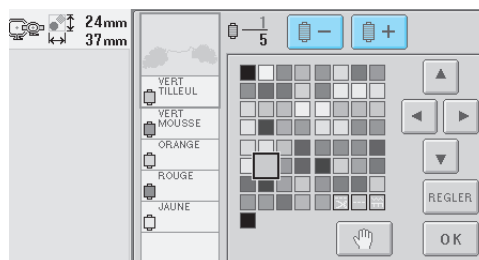 24mm
37mm
1
5
−
+
VERT
TILLEUL
VERT
MOUSSE
ORANGE
ROUGE
JAUNE
REGLER
OK